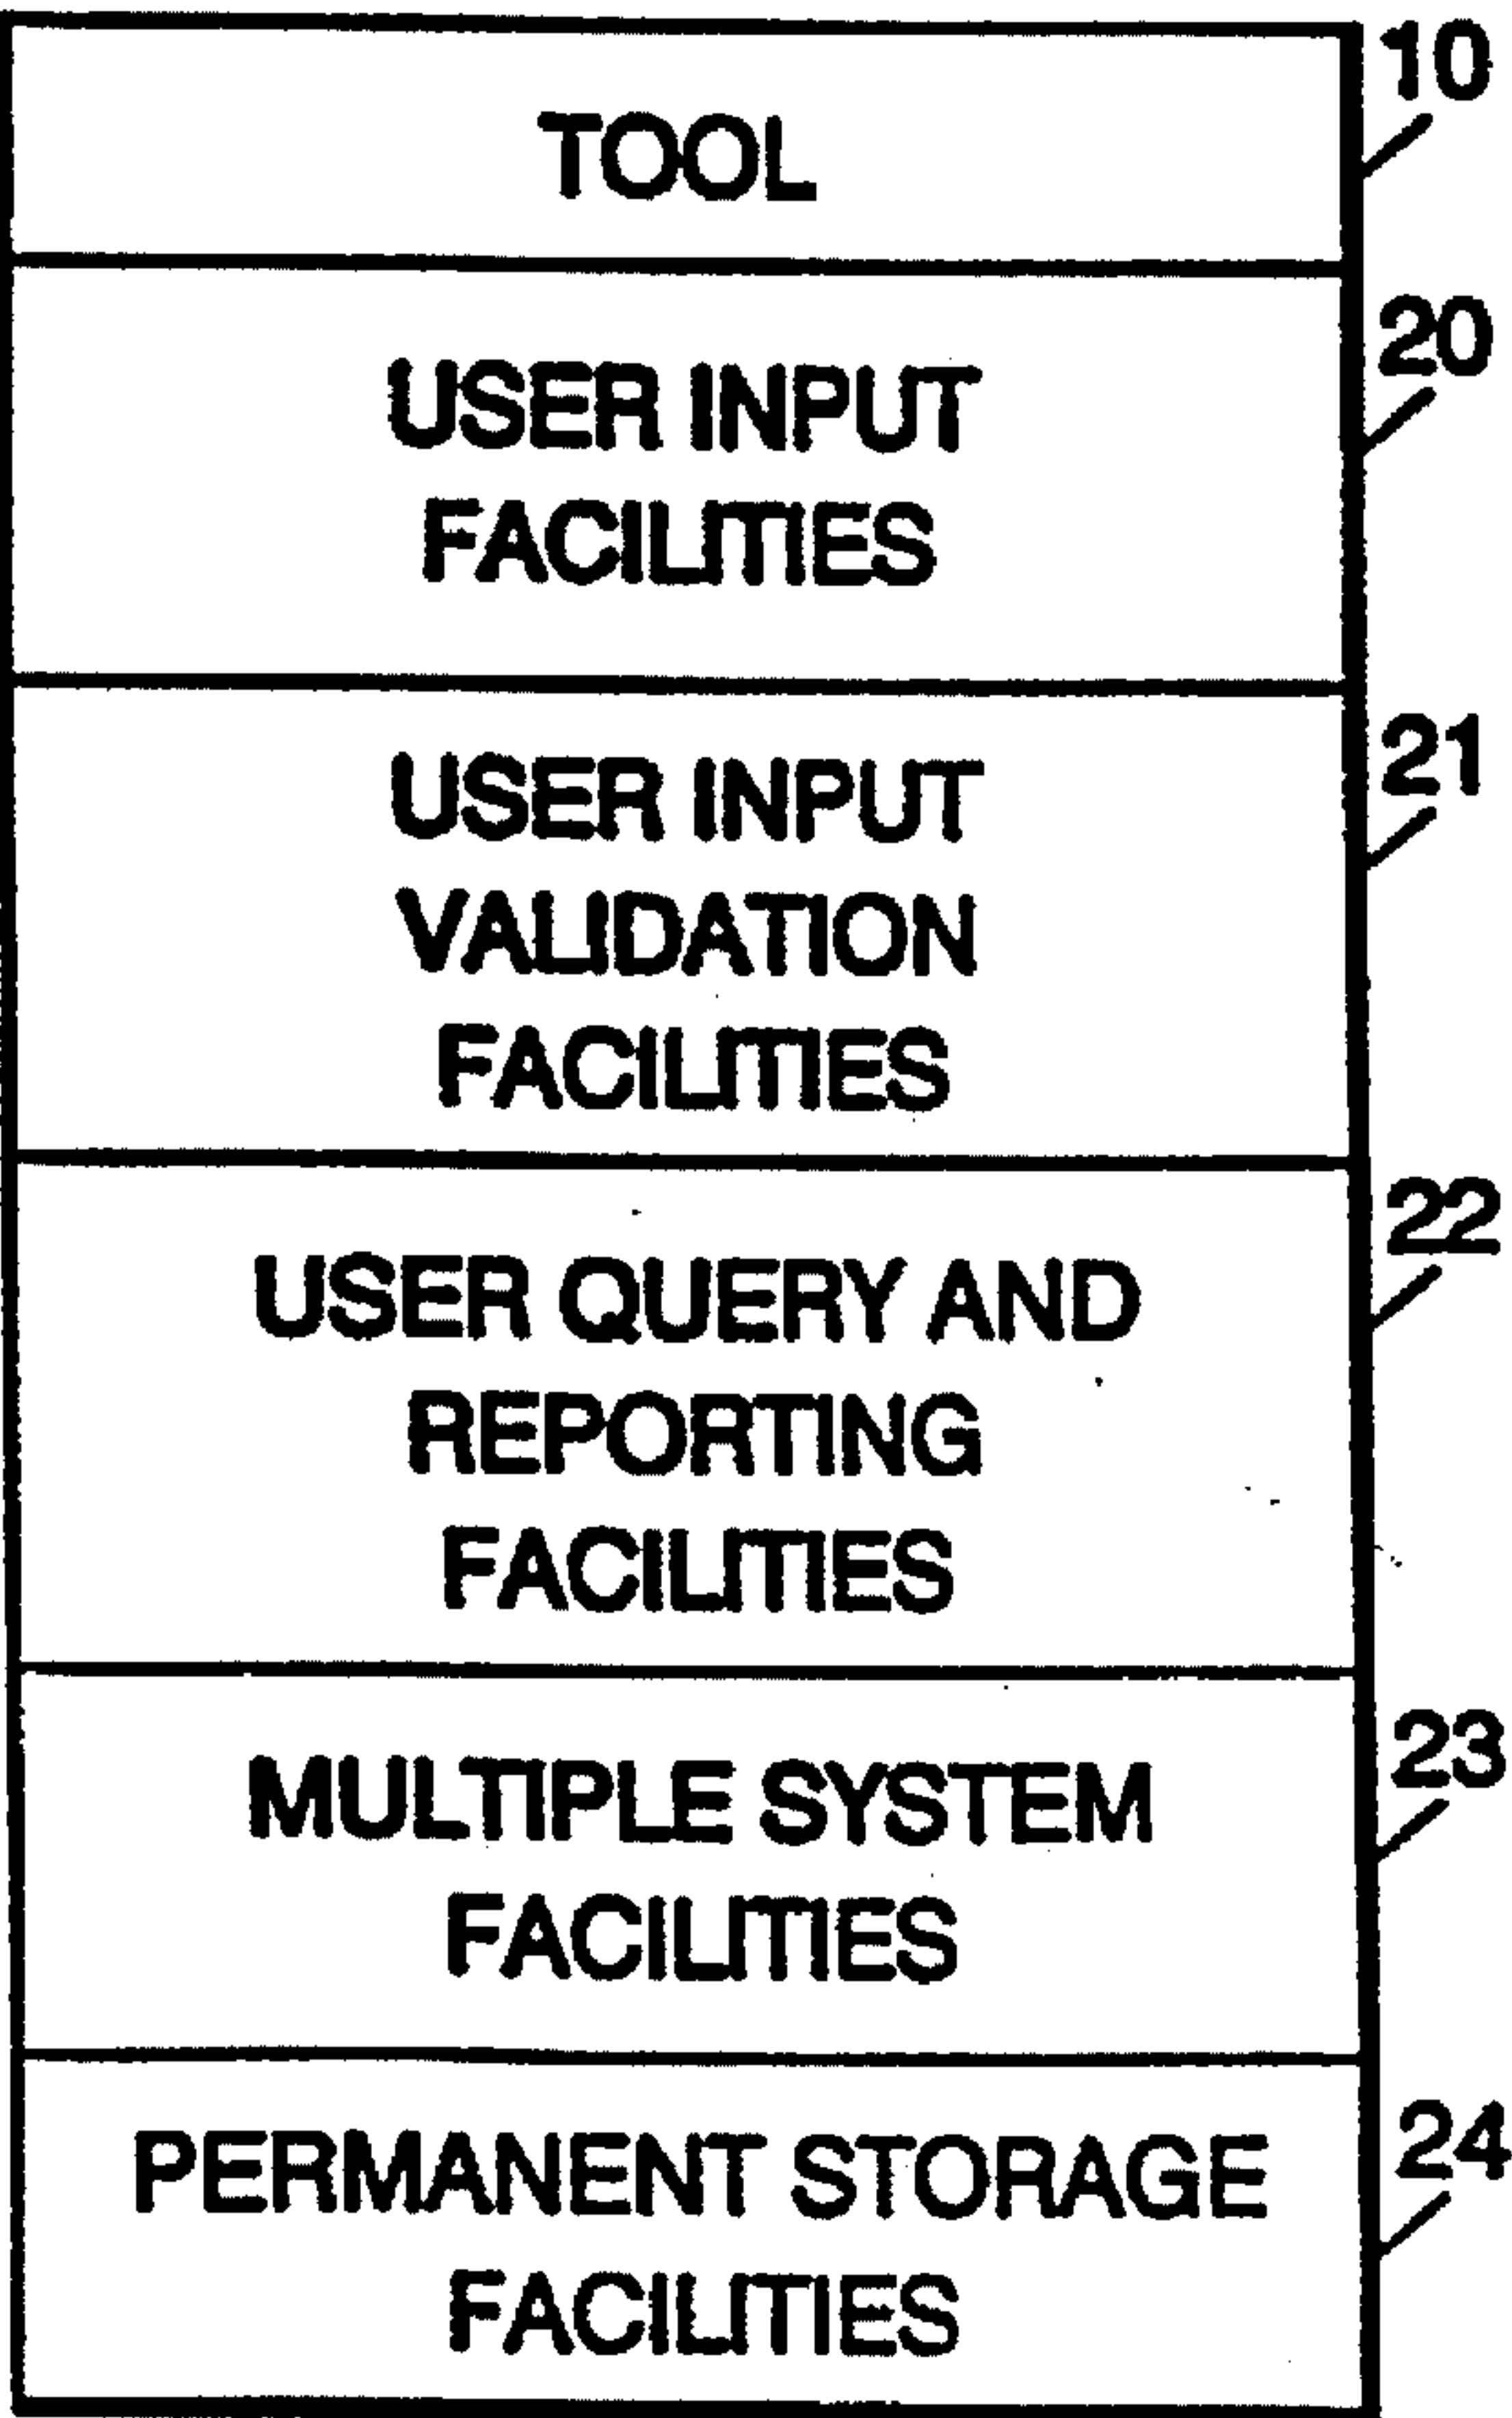 TOOL
10
USER INPUT
FACILITIES
20
USER INPUT
VALIDATION
FACILITIES
21
USER QUERY AND
REPORTING
FACILITIES
22
MULTIPLE SYSTEM
FACILITIES
23
PERMANENT STORAGE
FACILITIES
24